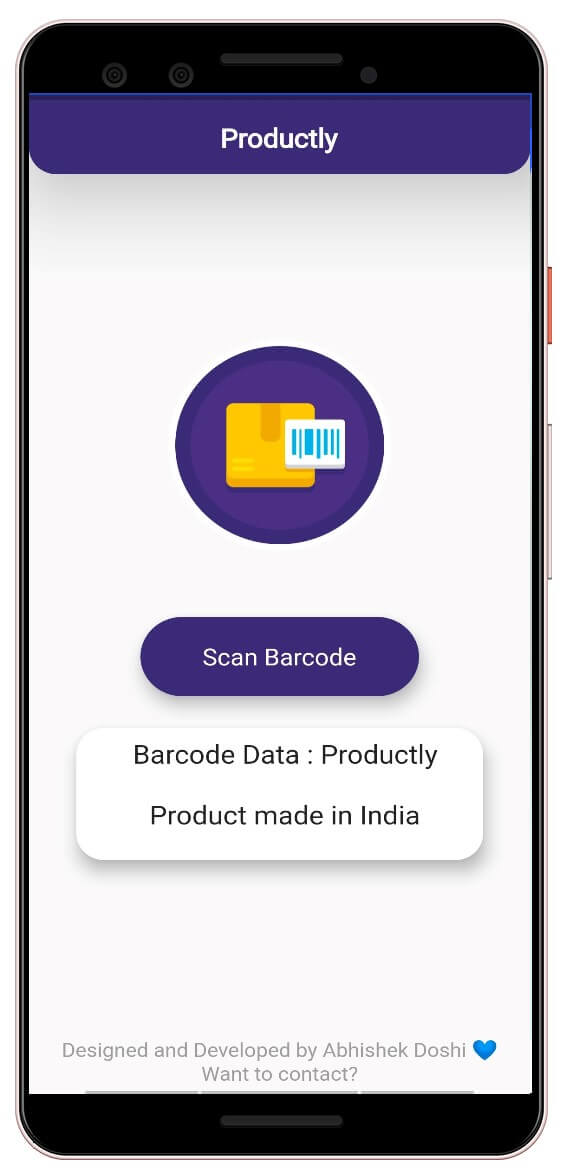 Productly
Scan Barcode
Barcode Data : Productly
Product made in India
Designed and Developed by Abhishek Doshi 💙
Want to contact?